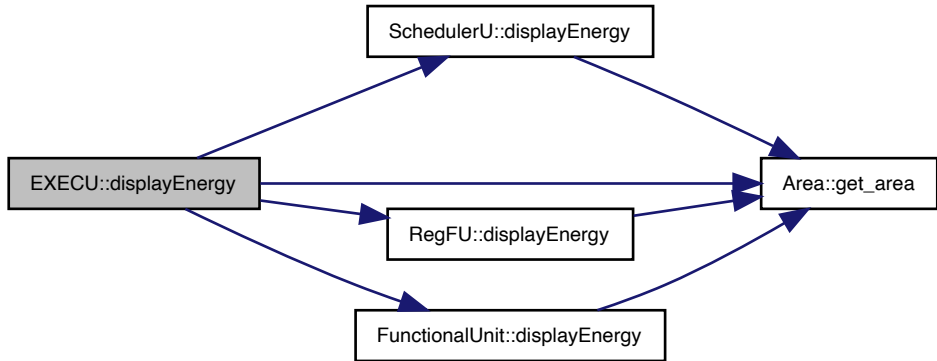 SchedulerU::displayEnergy
EXECU::displayEnergy
Area::get_area
RegFU::displayEnergy
FunctionalUnit::displayEnergy